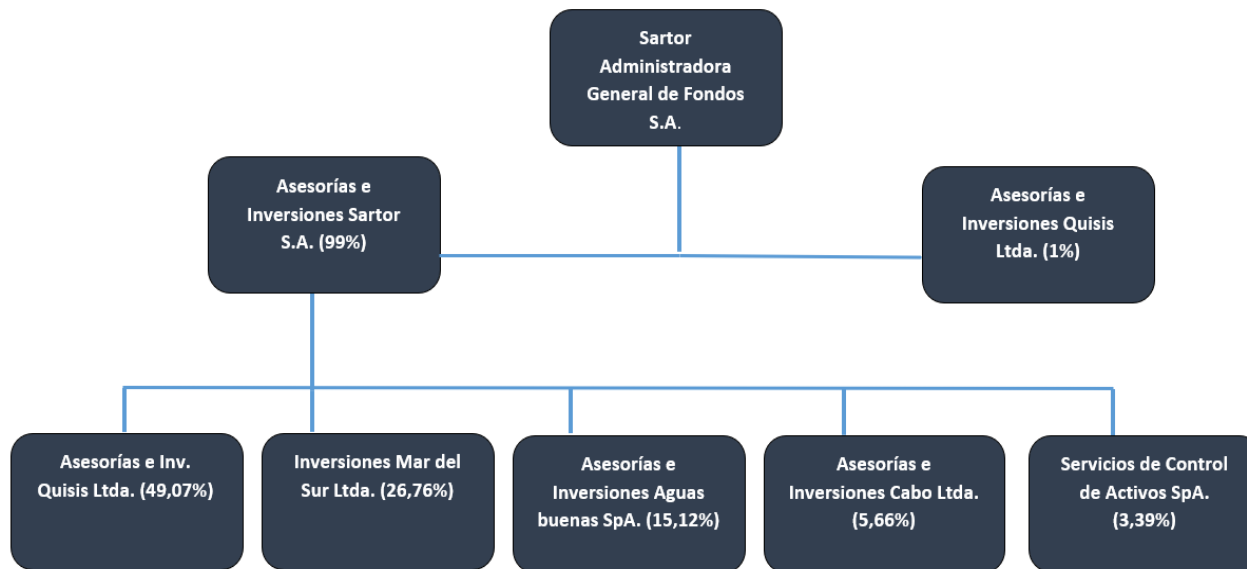 Sartor
Administradora
General de Fondos
S.A.
Asesorías e
Inversiones Sartor
S.A. (99%)
Asesorías e
Inversiones Quisis
Ltda. (1%)
Asesorías e Inv.
Quisis Ltda. (49,07%)
Inversiones Mar del
Sur Ltda. (26,76%)
Asesorías e
Inversiones Aguas
buenas SpA. (15,12%)
Asesorías e
Inversiones Cabo Ltda.
(5,66%)
Servicios de Control
de Activos SpA.
(3,39%)